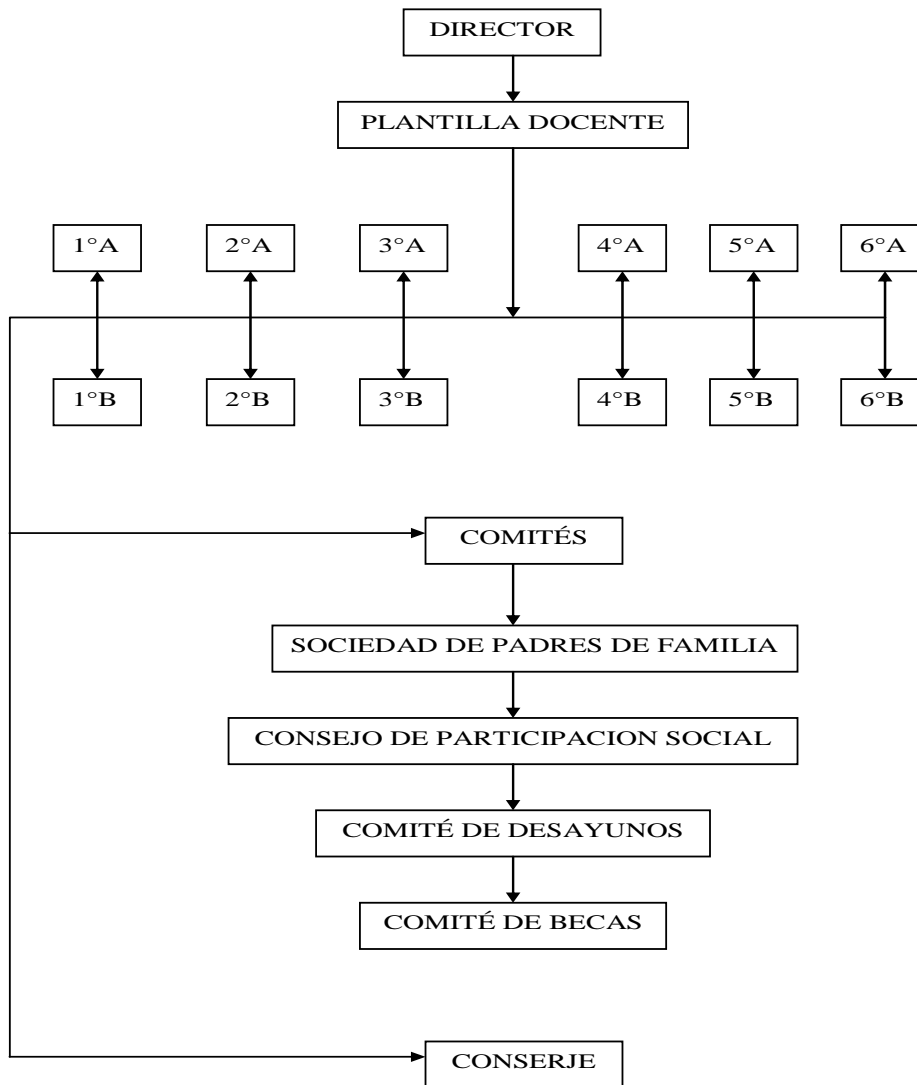 DIRECTOR
PLANTILLA DOCENTE
1°A 2°A 3°A 4°A 5°A 6°A
1°B 2°B 3°B 4°B 5°B 6°B
COMITÉS
SOCIEDAD DE PADRES DE FAMILIA
CONSEJO DE PARTICIPACION SOCIAL
COMITÉ DE DESAYUNOS
COMITÉ DE BECAS
CONSERJE